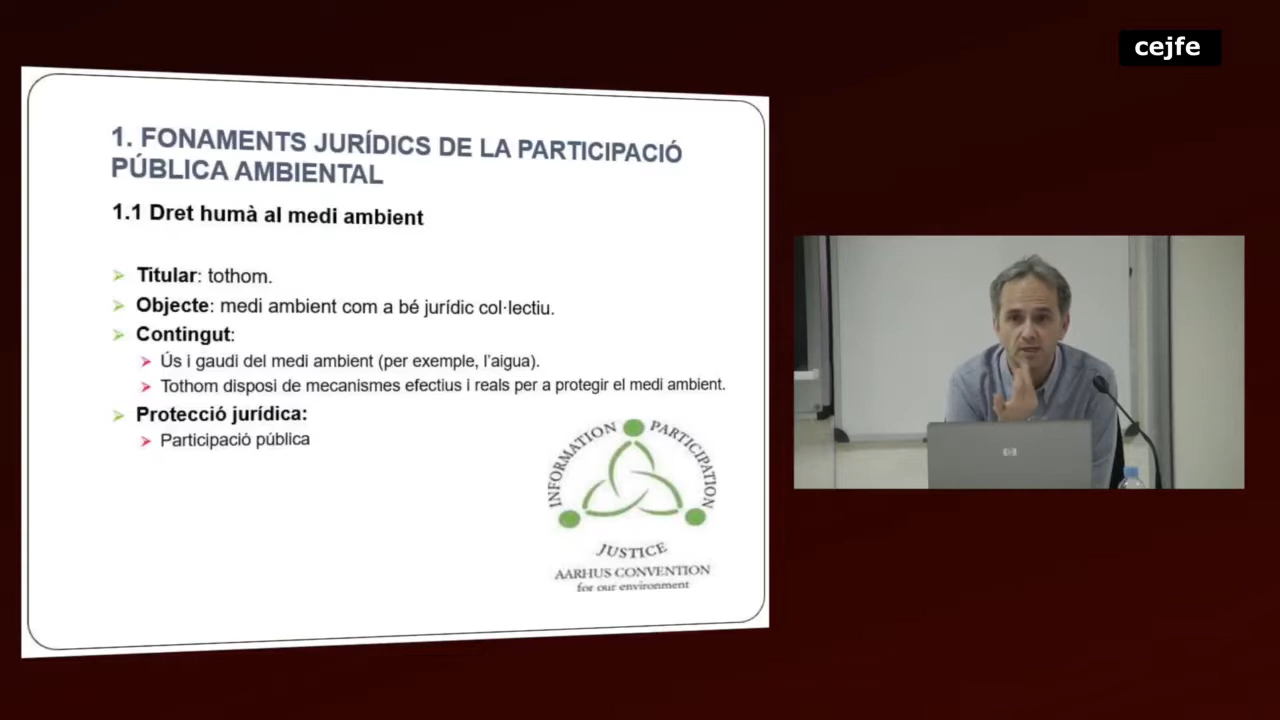 cejfe
1. FONAMENTS JURÍDICS DE LA PARTICIPACIÓ
PÚBLICA AMBIENTAL
1.1 Dret humà al medi ambient
Titular: tothom.
Objecte: medi ambient com a bé jurídic col·lectiu.
Contingut:
Ús i gaudi del medi ambient (per exemple, l'aigua).
Tothom disposi de mecanismes efectius i reals per a protegir el medi ambient.
Protecció jurídica:
Participació pública
INFORMATION PARTICIPATION
JUSTICE
AARHUS CONVENTION
for our environment
hp